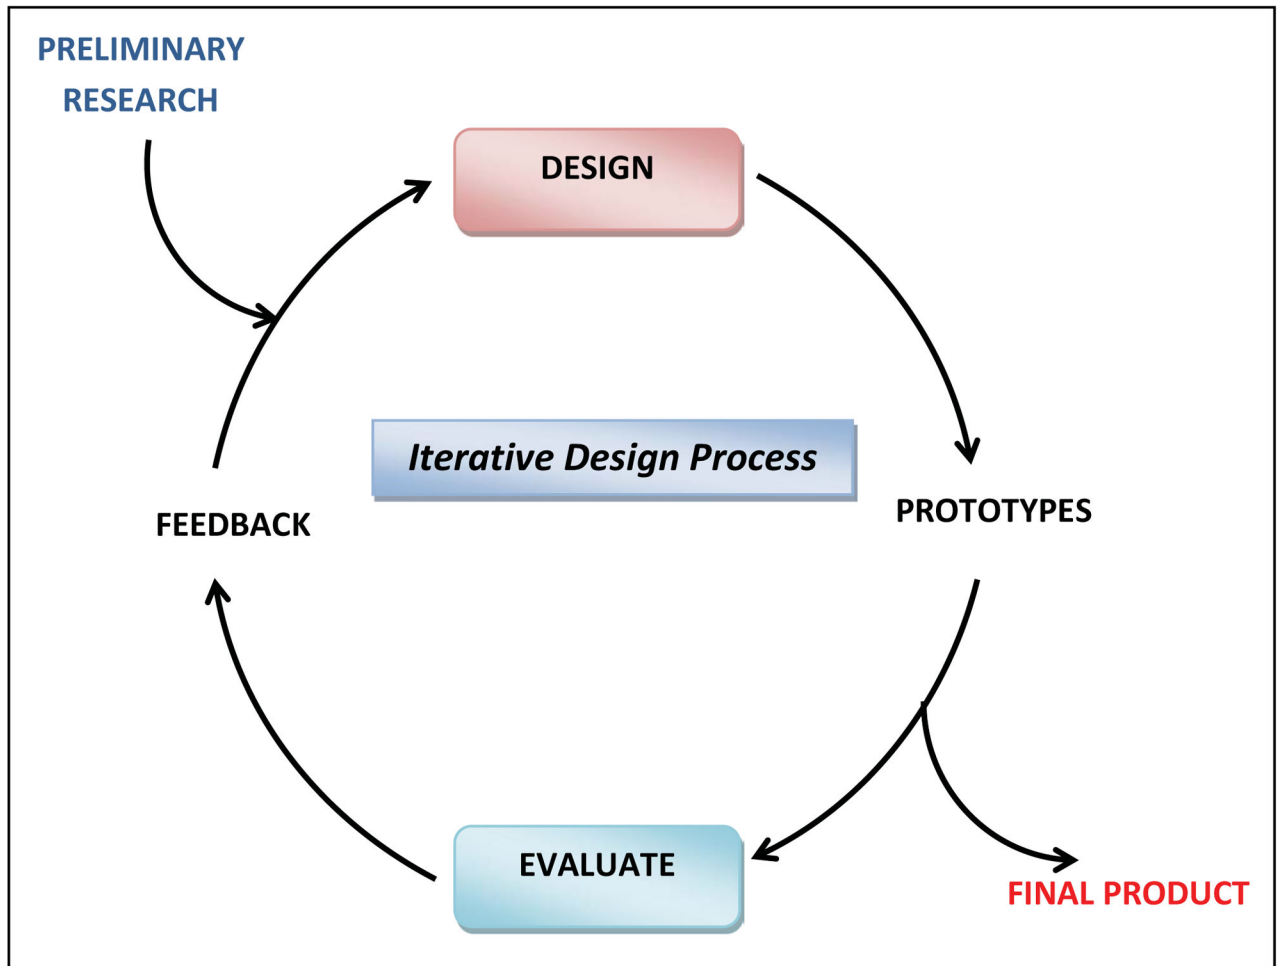 PRELIMINARY
RESEARCH
DESIGN
Iterative Design Process
FEEDBACK
PROTOTYPES
EVALUATE
FINAL PRODUCT